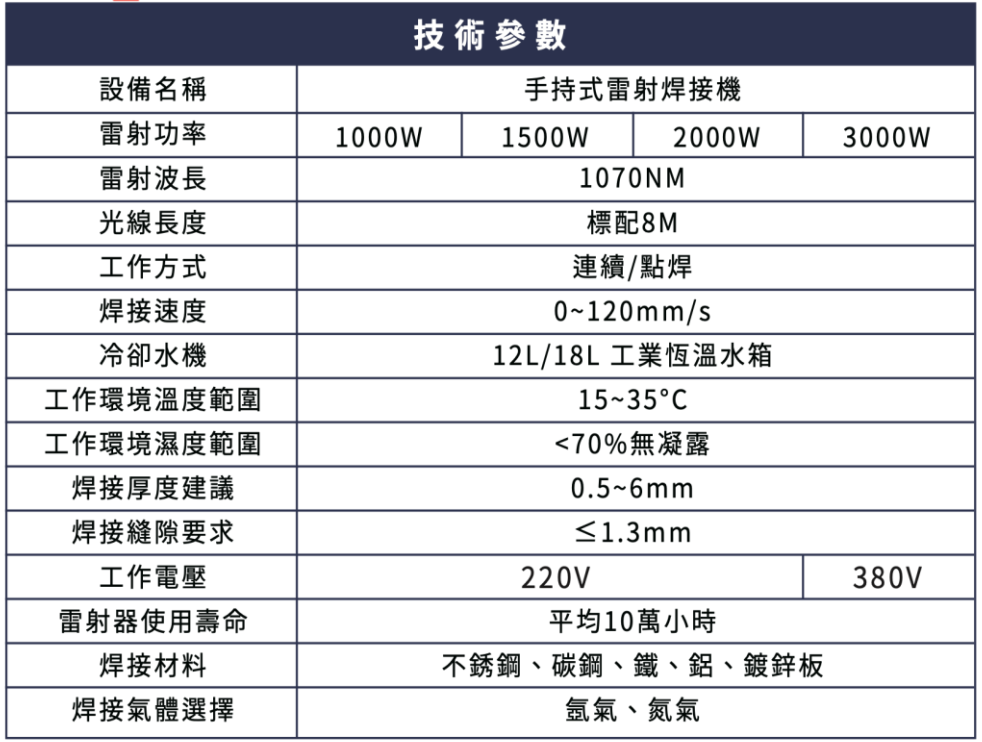 技術參數
設備名稱 手持式雷射焊接機
雷射功率 1000W 1500W 2000W 3000W
雷射波長 1070NM
光線長度 標配8M
工作方式 連續/點焊
焊接速度 0~120mm/s
冷卻水機 12L/18L 工業恆溫水箱
工作環境溫度範圍 15~35°C
工作環境濕度範圍 <70%無凝露
焊接厚度建議 0.5~6mm
焊接縫隙要求 ≦1.3mm
工作電壓 220V 380V
雷射器使用壽命 平均10萬小時
焊接材料 不銹鋼、碳鋼、鐵、鋁、鍍鋅板
焊接氣體選擇 氬氣、氮氣